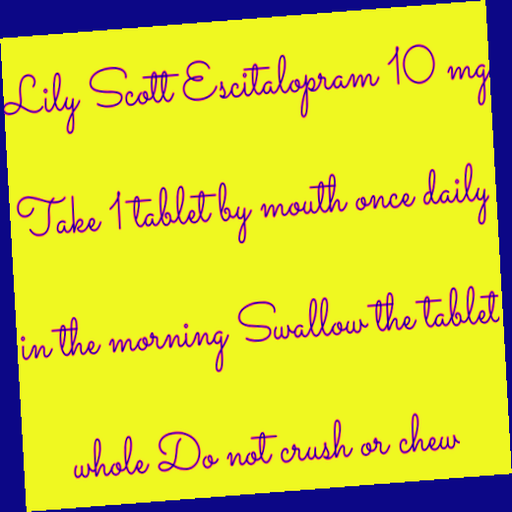 Lily Scott Escitalopram 10 mg
Take 1 tablet by mouth once daily
in the morning Swallow the tablet
whole Do not crush or chew